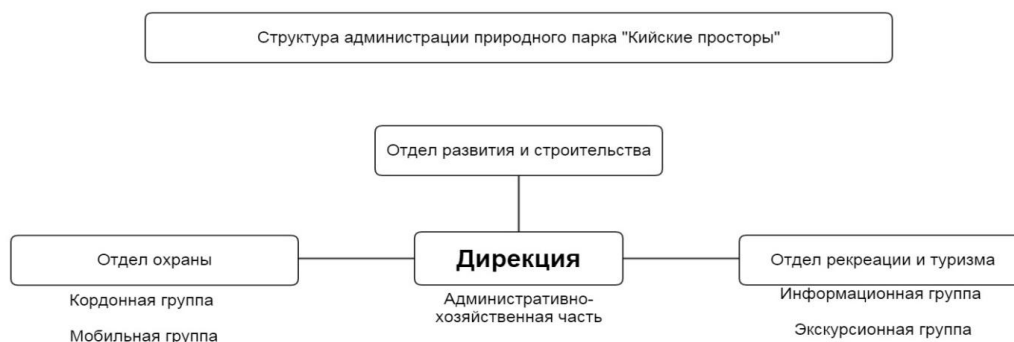 Структура администрации природного парка "Кийские просторы"
Отдел развития и строительства
Отдел охраны
Дирекция
Отдел рекреации и туризма
Кордонная группа
Мобильная группа
Административно-
хозяйственная часть
Информационная группа
Экскурсионная группа